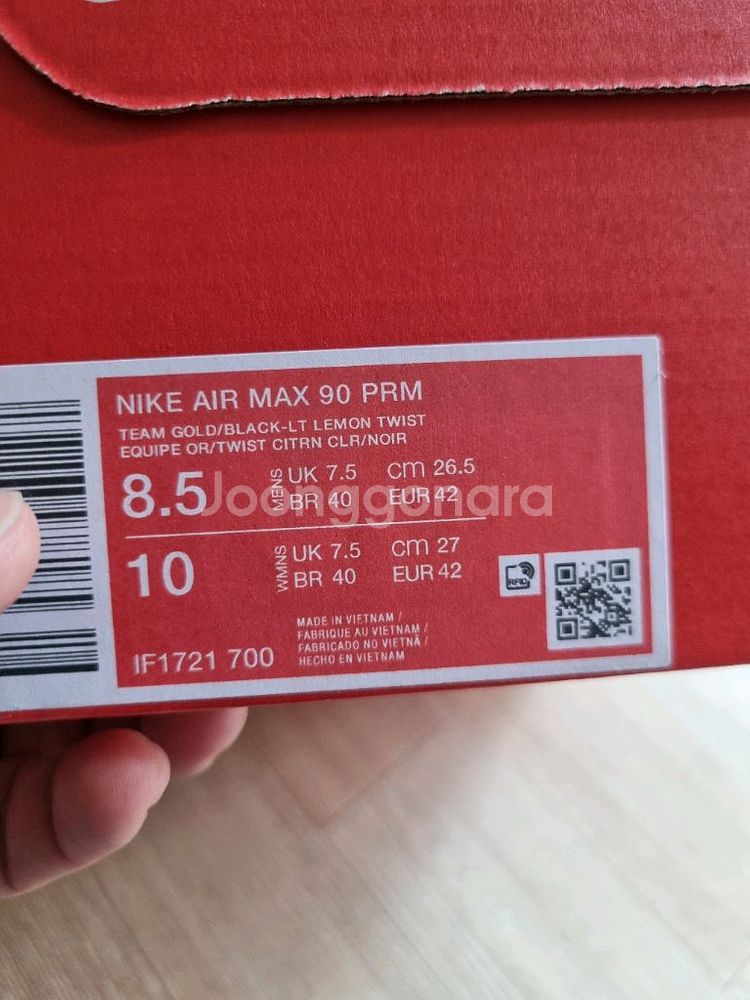 NIKE AIR MAX 90 PRM
TEAM GOLD/BLACK-LT LEMON TWIST
EQUIPE OR/TWIST CITRN CLR/NOIR
8.5 MENS UK 7.5 cm 26.5
BR 40 EUR 42
Joonggonara
10 WMNS UK 7.5 cm 27
BR 40 EUR 42
RFID
MADE IN VIETNAM /
FABRIQUE AU VIETNAM /
FABRICADO NO VIETNÃ /
HECHO EN VIETNAM
IF1721 700